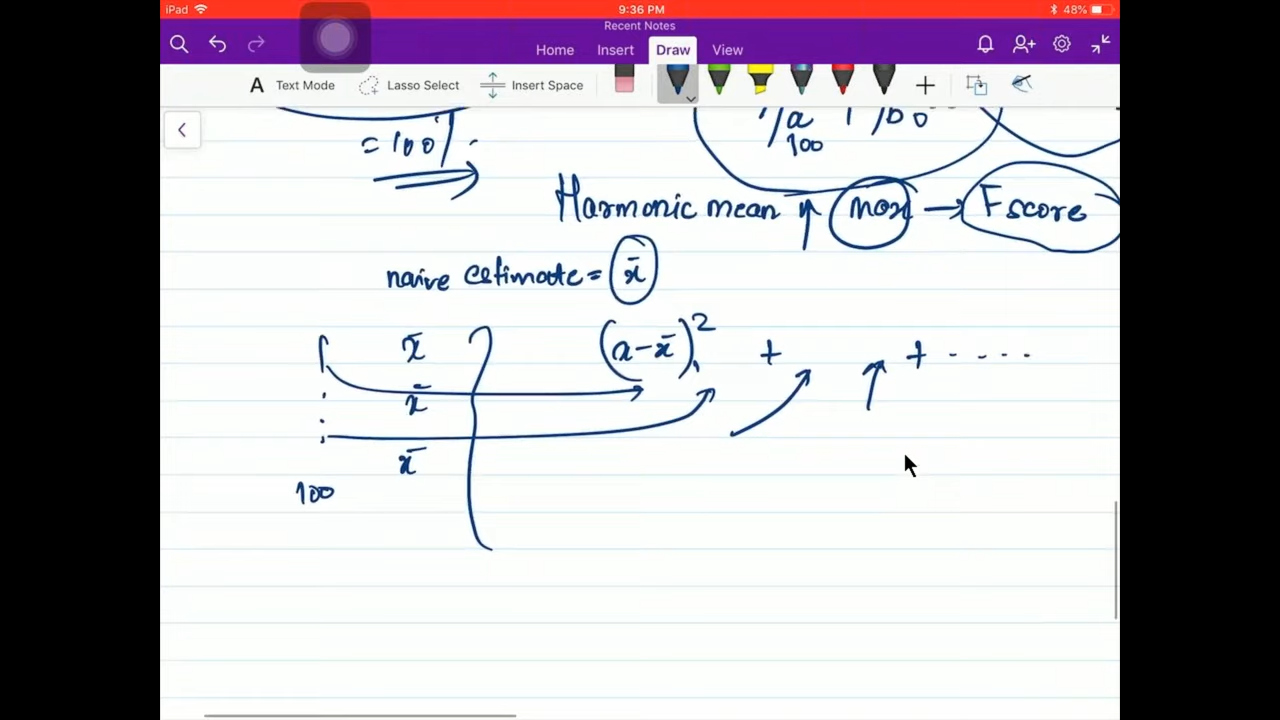 iPad 9:36 PM 48%
Recent Notes
Home Insert Draw View
A Text Mode Lasso Select Insert Space +
= 100%
100
Harmonic mean ↑ max → F score
naive estimate = x̄
x̄ (x-x̄)² + + ....
x̄
x̄
100